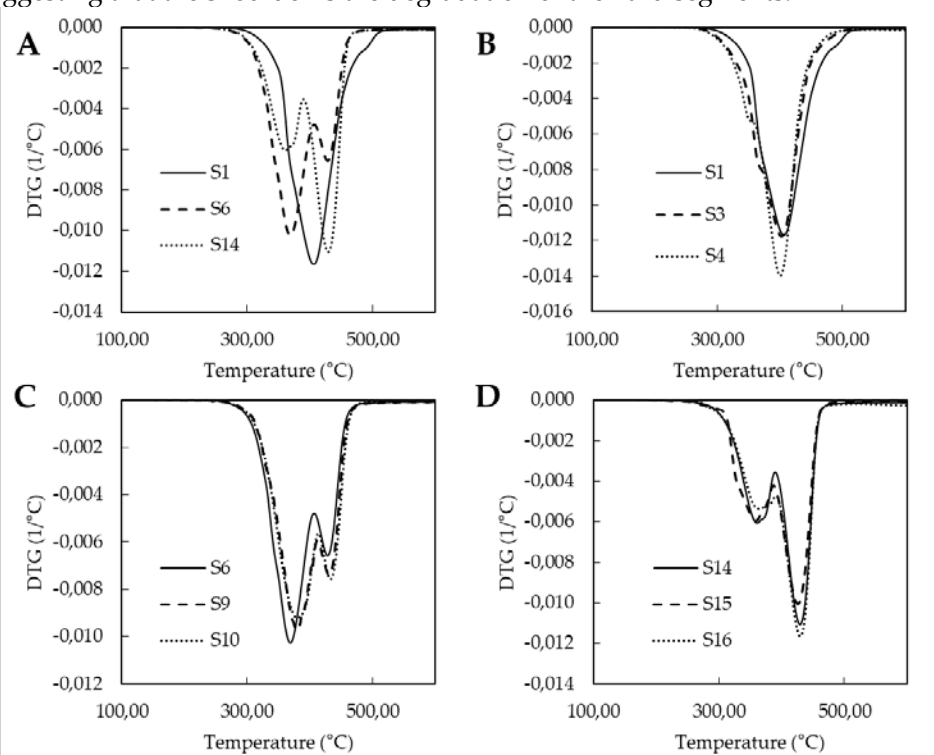 A
0,000
-0,002
-0,004
-0,006
-0,008
-0,010
-0,012
-0,014
DTG (1/°C)
S1
S6
S14
100,00 300,00 500,00
Temperature (°C)
B
0,000
-0,002
-0,004
-0,006
-0,008
-0,010
-0,012
-0,014
-0,016
DTG (1/°C)
S1
S3
S4
100,00 300,00 500,00
Temperature (°C)
C
0,000
-0,002
-0,004
-0,006
-0,008
-0,010
-0,012
DTG (1/°C)
S6
S9
S10
100,00 300,00 500,00
Temperature (°C)
D
0,000
-0,002
-0,004
-0,006
-0,008
-0,010
-0,012
-0,014
DTG (1/°C)
S14
S15
S16
100,00 300,00 500,00
Temperature (°C)